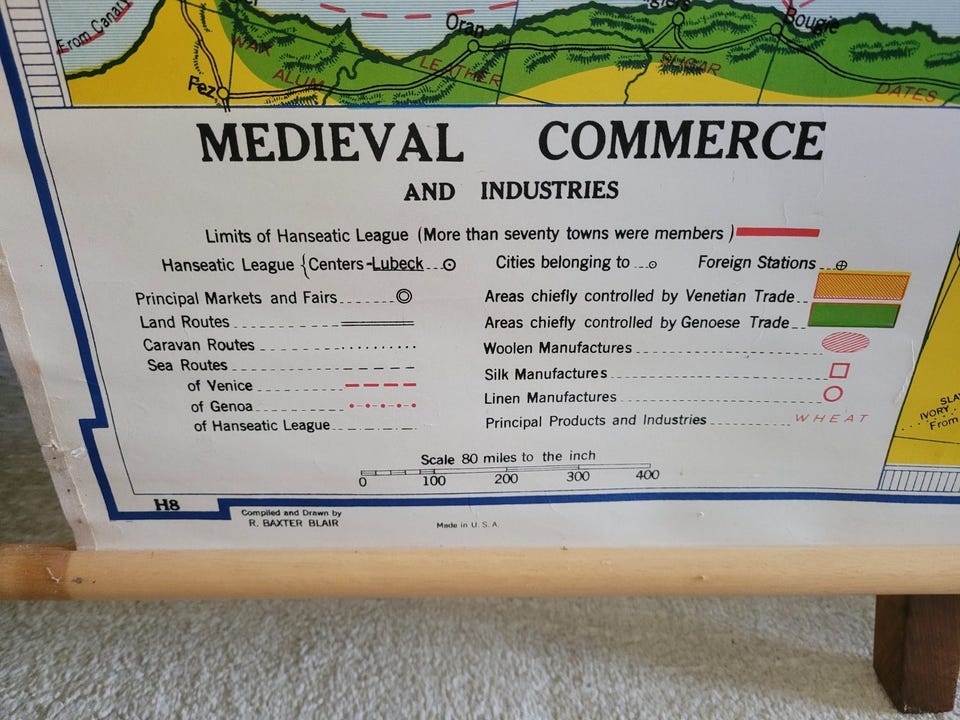 From Canary
Oran
Bougie
Fez
WAX
ALUM
LEATHER
SUGAR
DATES
MEDIEVAL COMMERCE
AND INDUSTRIES
Limits of Hanseatic League (More than seventy towns were members)
Hanseatic League { Centers-Lubeck Cities belonging to Foreign Stations
Principal Markets and Fairs
Land Routes
Caravan Routes
Sea Routes
of Venice
of Genoa
of Hanseatic League
Areas chiefly controlled by Venetian Trade
Areas chiefly controlled by Genoese Trade
Woolen Manufactures
Silk Manufactures
Linen Manufactures
Principal Products and Industries WHEAT
IVORY
From
Scale 80 miles to the inch
0 100 200 300 400
H8
Compiled and Drawn by
R. BAXTER BLAIR
Made in U.S.A.